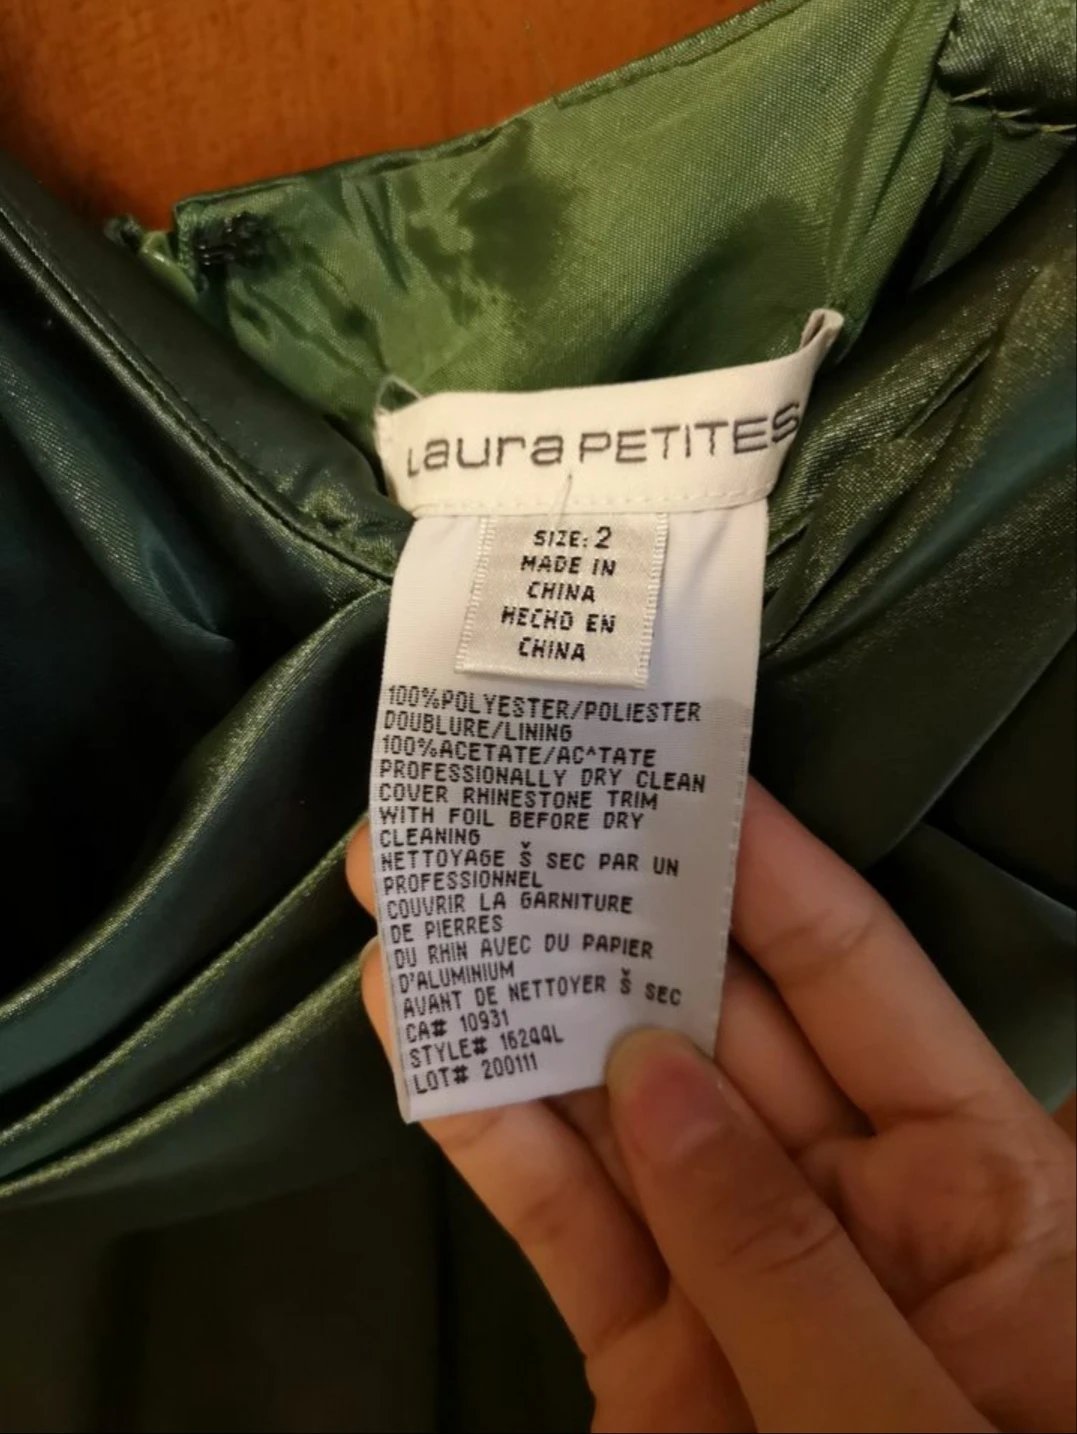 Laura PETITES
SIZE: 2
MADE IN
CHINA
HECHO EN
CHINA
100%POLYESTER/POLIESTER
DOUBLURE/LINING
100%ACETATE/AC^TATE
PROFESSIONALLY DRY CLEAN
COVER RHINESTONE TRIM
WITH FOIL BEFORE DRY
CLEANING
NETTOYAGE Š SEC PAR UN
PROFESSIONNEL
COUVRIR LA GARNITURE
DE PIERRES
DU RHIN AVEC DU PAPIER
D'ALUMINIUM
AVANT DE NETTOYER Š SEC
CA# 10931
STYLE# 16244L
LOT# 200111